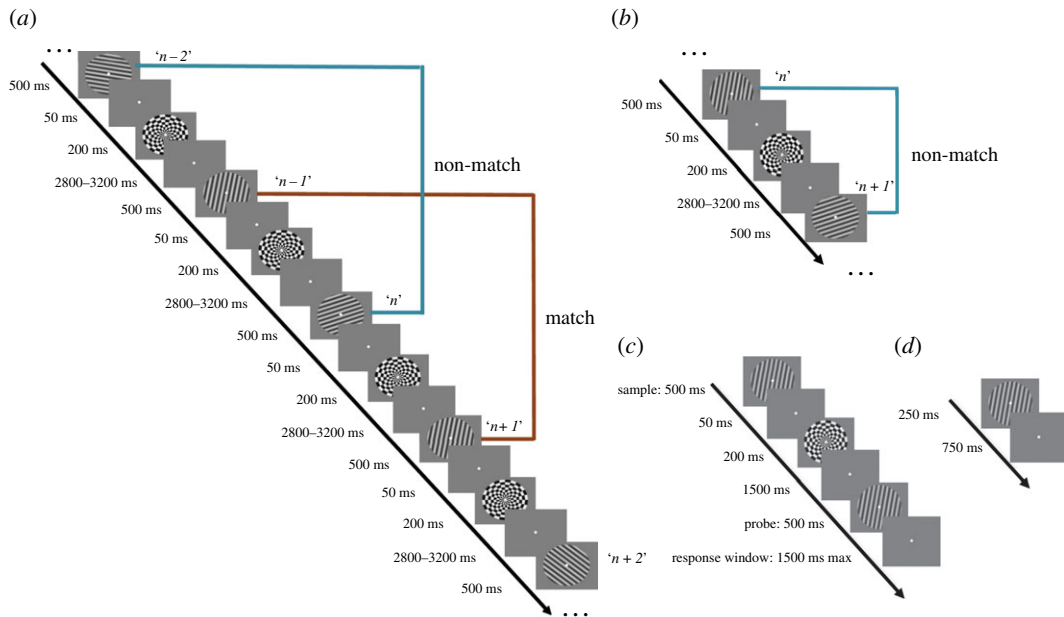 (a)
• • •
‘n – 2’
500 ms
50 ms
200 ms
non-match
2800–3200 ms
‘n – 1’
500 ms
50 ms
200 ms
2800–3200 ms
‘n’
match
500 ms
50 ms
200 ms
2800–3200 ms
‘n + 1’
500 ms
50 ms
200 ms
2800–3200 ms
‘n + 2’
500 ms
• • •
(b)
• • •
‘n’
500 ms
50 ms
non-match
200 ms
‘n + 1’
2800–3200 ms
500 ms
• • •
(c)
sample: 500 ms
50 ms
200 ms
1500 ms
probe: 500 ms
response window: 1500 ms max
(d)
250 ms
750 ms